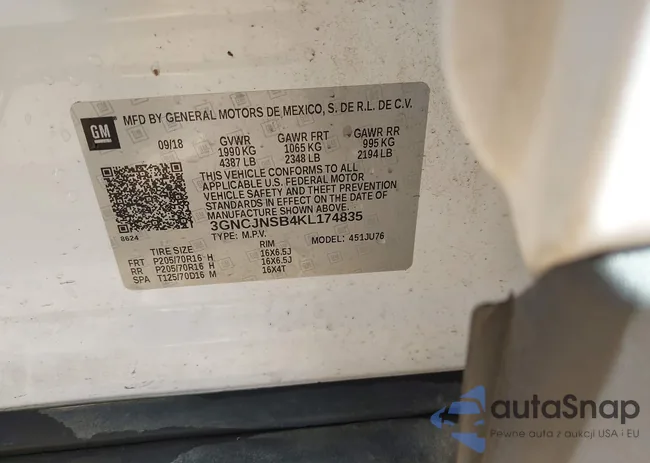 MFD BY GENERAL MOTORS DE MEXICO, S. DE R.L. DE C.V.
GM
09/18 GVWR GAWR FRT GAWR RR
1990 KG 1065 KG 995 KG
4387 LB 2348 LB 2194 LB
THIS VEHICLE CONFORMS TO ALL
APPLICABLE U.S. FEDERAL MOTOR
VEHICLE SAFETY AND THEFT PREVENTION
STANDARDS IN EFFECT ON THE DATE OF
MANUFACTURE SHOWN ABOVE.
3GNCJNSB4KL174835
8624
TYPE: M.P.V. MODEL: 451JU76
TIRE SIZE RIM
FRT P205/70R16 H 16X6.5J
RR P205/70R16 H 16X6.5J
SPA T125/70D16 M 16X4T
autaSnap
Pewne auta z aukcji USA i EU